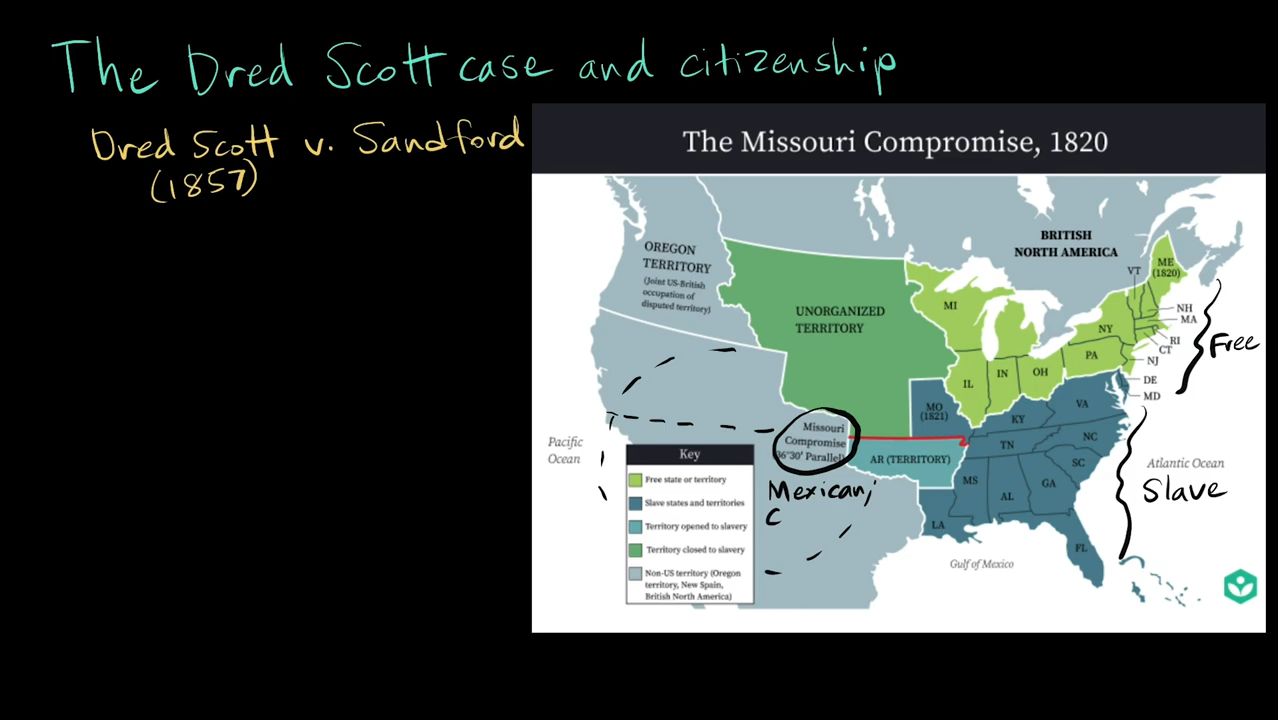 The Dred Scott case and citizenship
Dred Scott v. Sandford
(1857)
The Missouri Compromise, 1820
BRITISH
NORTH AMERICA
OREGON
TERRITORY
(Joint US-British
occupation of
disputed territory)
UNORGANIZED
TERRITORY
MI
VT
ME
(1820)
NH
MA
NY
RI
CT
PA
NJ
IL
IN
OH
DE
MD
Free
MO
(1821)
KY
VA
Missouri
Compromise
36°30' Parallel
AR (TERRITORY)
TN
NC
SC
MS
AL
GA
LA
FL
Pacific
Ocean
Atlantic Ocean
Slave
Mexican
C
Gulf of Mexico
Key
Free state or territory
Slave states and territories
Territory opened to slavery
Territory closed to slavery
Non-US territory (Oregon
territory, New Spain,
British North America)